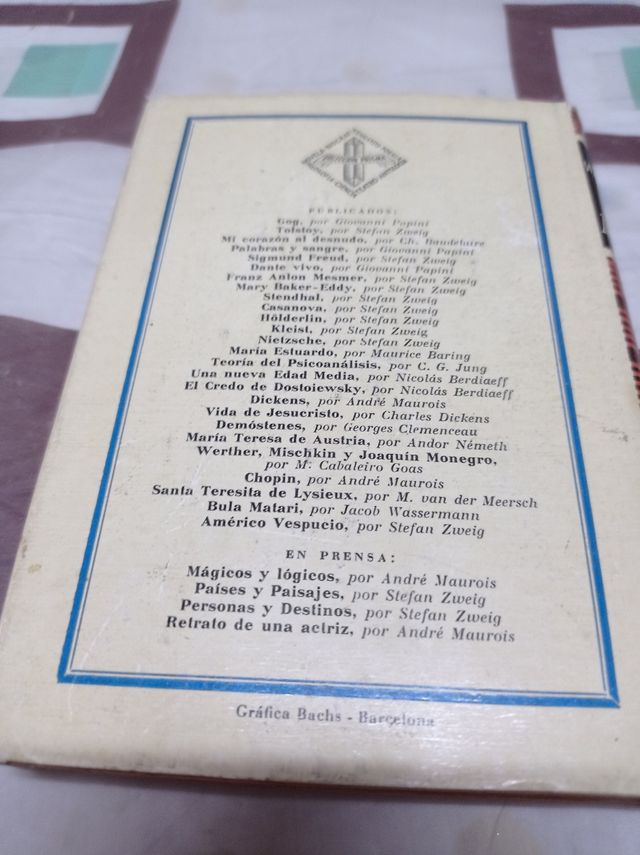 PUBLICADOS:
Gog, por Giovanni Papini
Tolstoy, por Stefan Zweig
Mi corazón al desnudo, por Ch. Baudelaire
Palabras y sangre, por Giovanni Papini
Sigmund Freud, por Stefan Zweig
Dante vivo, por Giovanni Papini
Franz Anton Mesmer, por Stefan Zweig
Mary Baker-Eddy, por Stefan Zweig
Stendhal, por Stefan Zweig
Casanova, por Stefan Zweig
Hölderlin, por Stefan Zweig
Kleist, por Stefan Zweig
Nietzsche, por Stefan Zweig
María Estuardo, por Maurice Baring
Teoría del Psicoanálisis, por C. G. Jung
Una nueva Edad Media, por Nicolás Berdiaeff
El Credo de Dostoiewsky, por Nicolás Berdiaeff
Dickens, por André Maurois
Vida de Jesucristo, por Charles Dickens
Demóstenes, por Georges Clemenceau
María Teresa de Austria, por Andor Németh
Werther, Mischkin y Joaquín Monegro,
por M. Cabaleiro Goas
Chopin, por André Maurois
Santa Teresita de Lysieux, por M. van der Meersch
Bula Matari, por Jacob Wassermann
Américo Vespucio, por Stefan Zweig
EN PRENSA:
Mágicos y lógicos, por André Maurois
Países y Paisajes, por Stefan Zweig
Personas y Destinos, por Stefan Zweig
Retrato de una actriz, por André Maurois
Gráfica Bachs - Barcelona